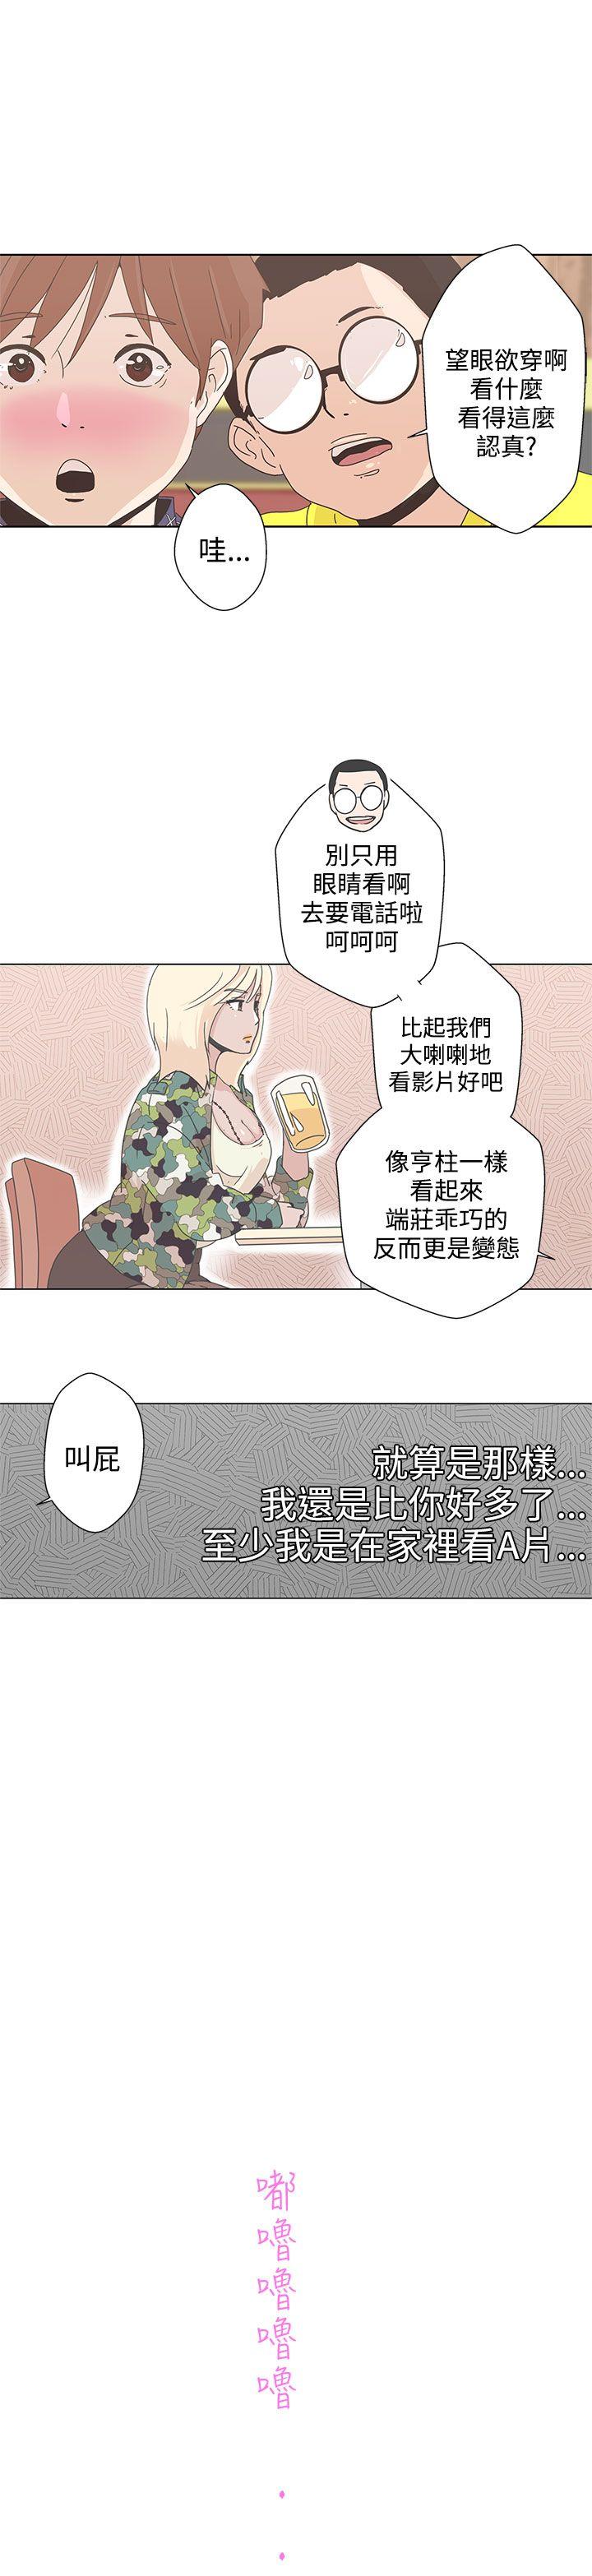 望眼欲穿啊
看什麼
看得這麼
認真?
哇...
別只用
眼睛看啊
去要電話啦
呵呵呵
比起我們
大喇喇地
看影片好吧
像亨柱一樣
看起來
端莊乖巧的
反而更是變態
叫屁
就算是那樣...
我還是比你好多了...
至少我是在家裡看A片...
嘟
嚕
嚕
嚕
嚕